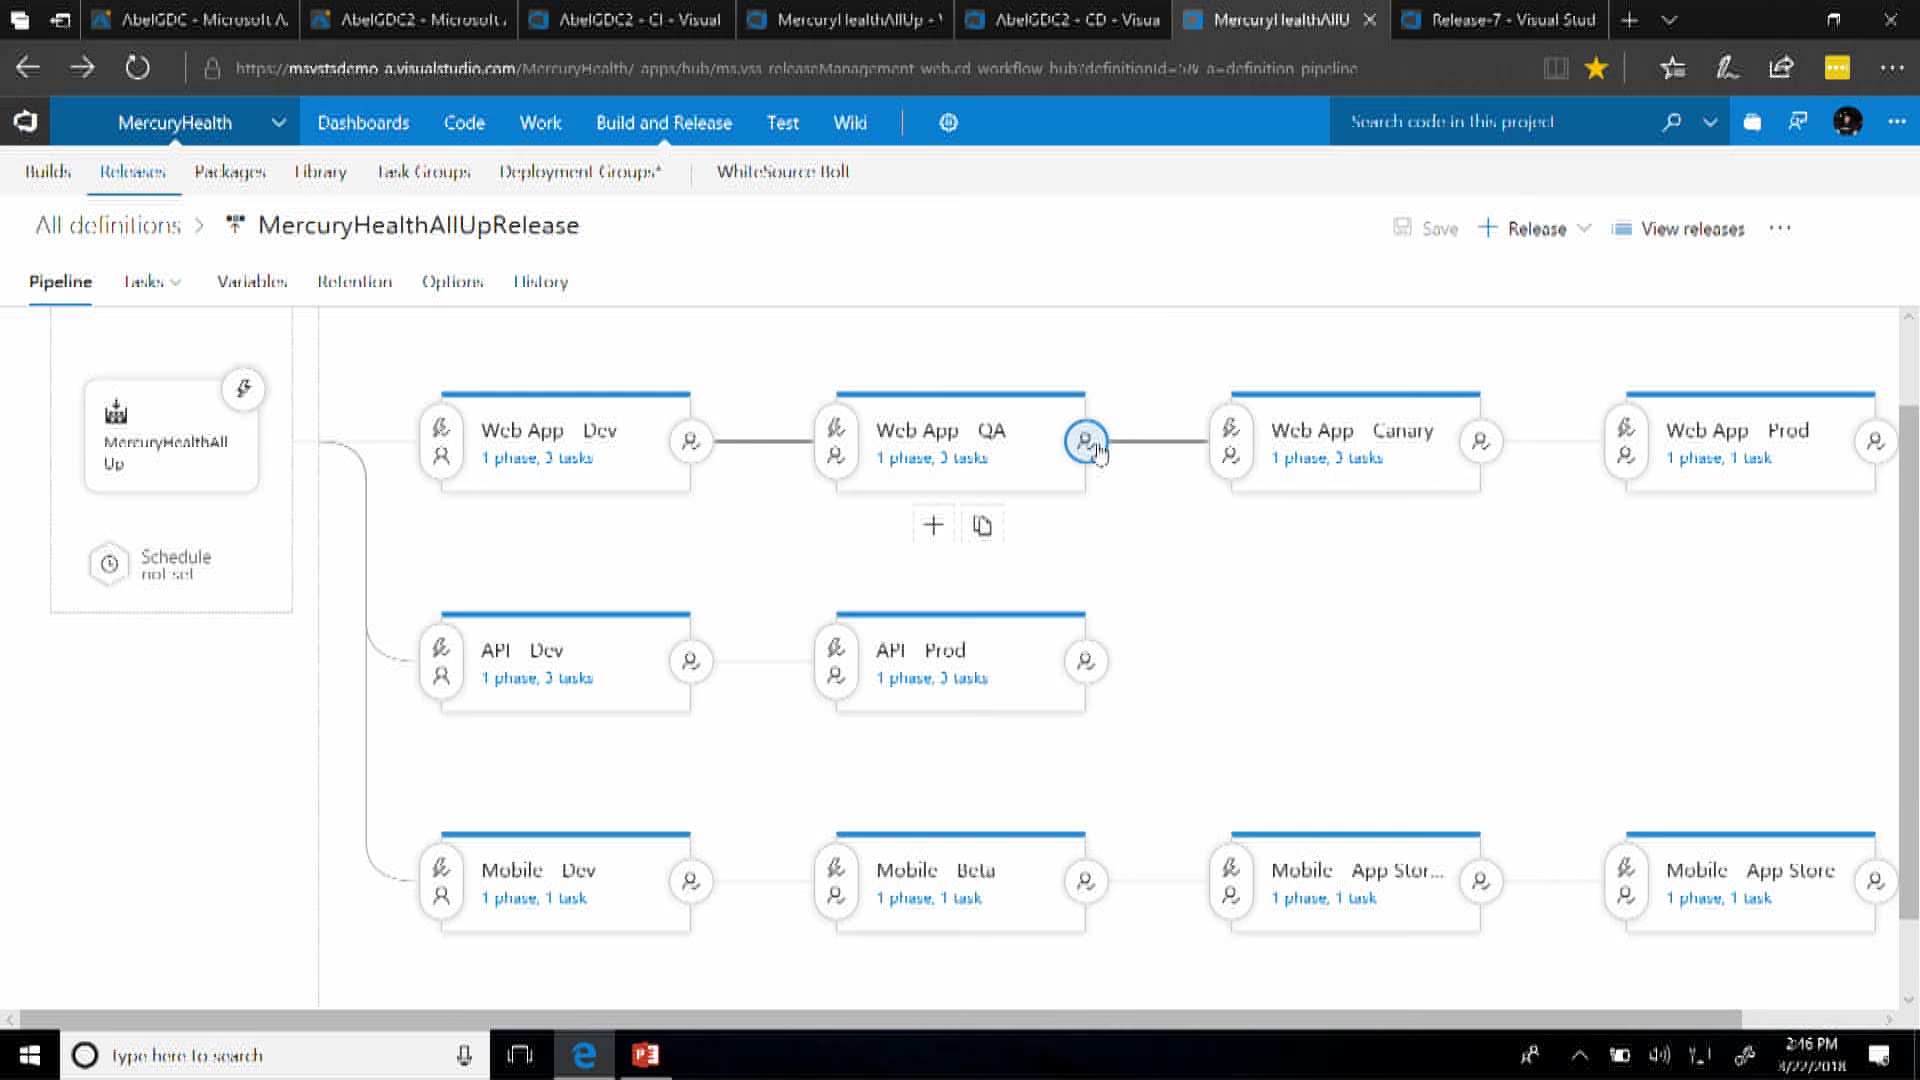 AbelGDC - Microsoft A
AbelGDC2 - Microsoft
AbelGDC2 - CI - Visual
MercuryHealthAllUp -
AbelGDC2 - CD - Visua
MercuryHealthAllU
Release-7 - Visual Stud
MercuryHealth
Dashboards
Code
Work
Build and Release
Test
Wiki
Search code in this project
Builds
Releases
Packages
Library
Task Groups
Deployment Groups*
WhiteSource Bolt
All definitions
MercuryHealthAllUpRelease
Save
Release
View releases
Pipeline
Tasks
Variables
Retention
Options
History
MercuryHealthAll
Up
Schedule
not set
Web App Dev
1 phase, 3 tasks
Web App QA
1 phase, 3 tasks
Web App Canary
1 phase, 3 tasks
Web App Prod
1 phase, 1 task
API Dev
1 phase, 3 tasks
API Prod
1 phase, 3 tasks
Mobile Dev
1 phase, 1 task
Mobile Beta
1 phase, 1 task
Mobile App Stor...
1 phase, 1 task
Mobile App Store
1 phase, 1 task
Type here to search
2:46 PM
3/22/2018